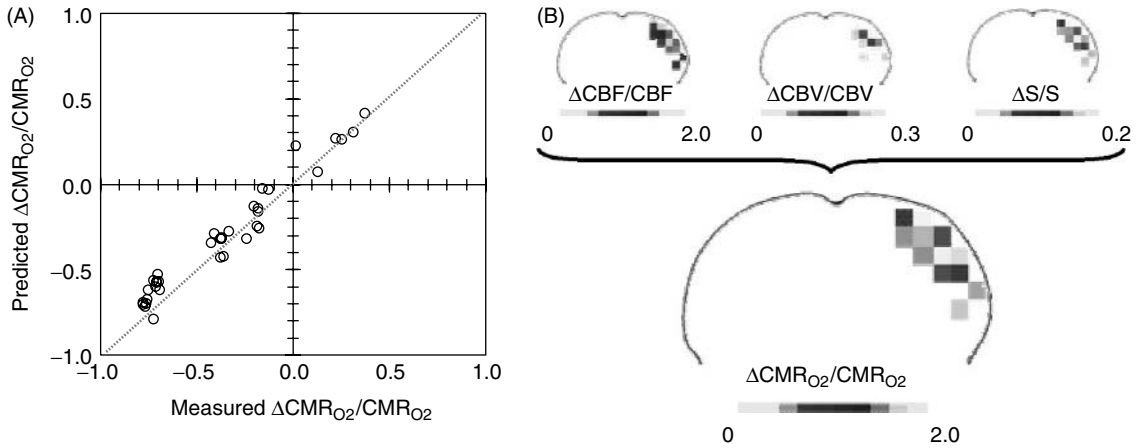 (A)
1.0
0.5
0.0
−0.5
−1.0
Predicted ΔCMRO2/CMRO2
−1.0 −0.5 0.0 0.5 1.0
Measured ΔCMRO2/CMRO2
(B)
ΔCBF/CBF ΔCBV/CBV ΔS/S
0 2.0 0 0.3 0 0.2
ΔCMRO2/CMRO2
0 2.0